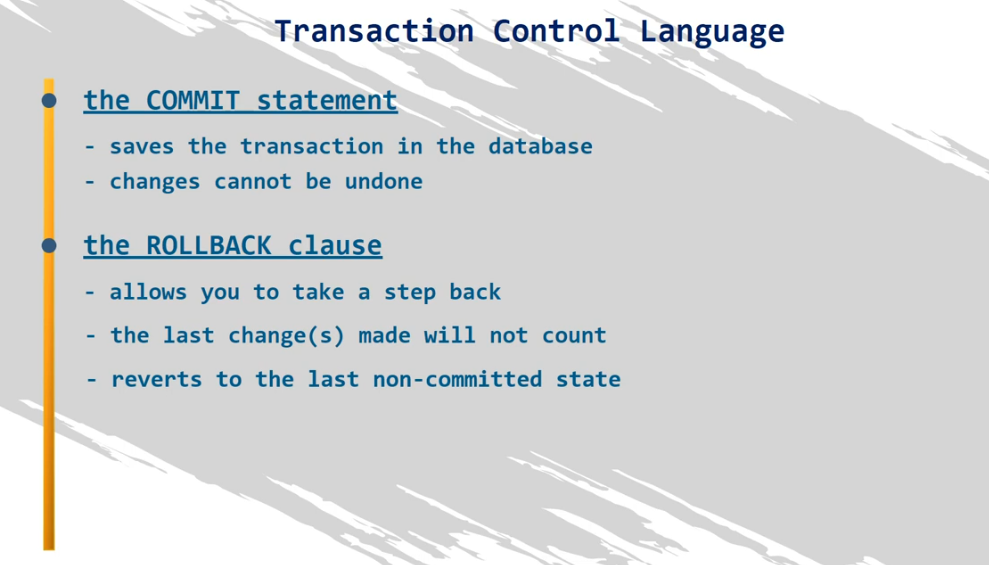 Transaction Control Language
the COMMIT statement
- saves the transaction in the database
- changes cannot be undone
the ROLLBACK clause
- allows you to take a step back
- the last change(s) made will not count
- reverts to the last non-committed state